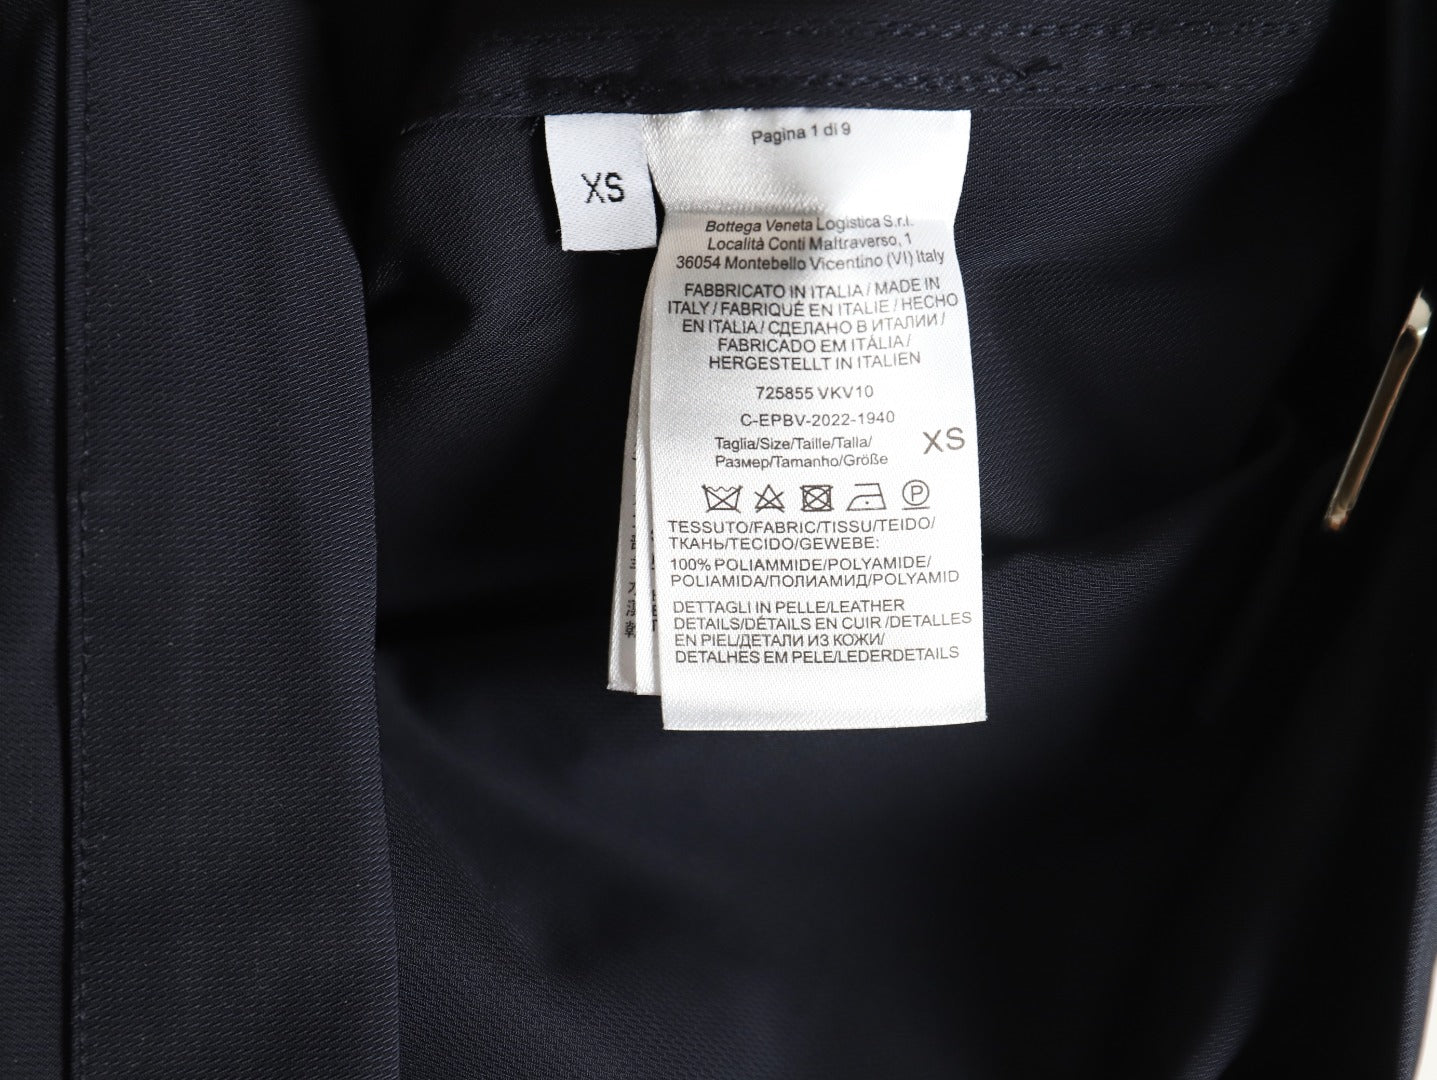 XS
Pagina 1 di 9
Bottega Veneta Logistica S.r.l.
Località Conti Maltraverso, 1
36054 Montebello Vicentino (VI) Italy
FABBRICATO IN ITALIA / MADE IN
ITALY / FABRIQUÉ EN ITALIE / HECHO
EN ITALIA / СДЕЛАНО В ИТАЛИИ /
FABRICADO EM ITÁLIA /
HERGESTELLT IN ITALIEN
725855 VKV10
C-EPBV-2022-1940
Taglia/Size/Taille/Talla/
Размер/Tamanho/Größe
XS
P
TESSUTO/FABRIC/TISSU/TEIDO/
ТКАНЬ/TECIDO/GEWEBE:
100% POLIAMMIDE/POLYAMIDE/
POLIAMIDA/ПОЛИАМИД/POLYAMID
DETTAGLI IN PELLE/LEATHER
DETAILS/DÉTAILS EN CUIR /DETALLES
EN PIEL/ДЕТАЛИ ИЗ КОЖИ/
DETALHES EM PELE/LEDERDETAILS